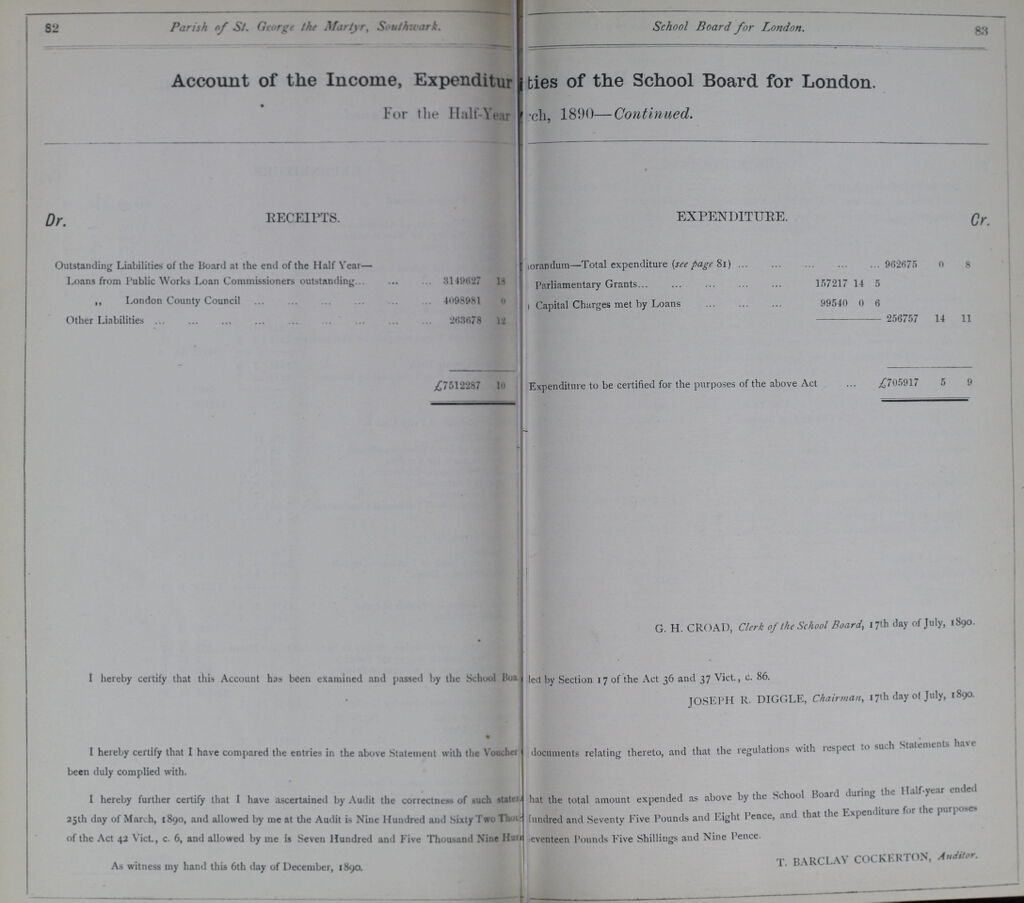 82
Parish of St. George the Martyr, Southwark.
Account of the Income, Expenditur
For the Half-Year
Dr.
RECEIPTS.
Outstanding Liabilities of the Board at the end of the Half Year—
Loans from Public Works Loan Commissioners outstanding... ... ... 3149627 18
„ London County Council ... ... ... ... ... ... 4098981 0
Other Liabilities ... ... ... ... ... ... ... ... ... 263678 12
£7512287 10
I hereby certify that this Account has been examined and passed by the School Boa
I hereby certify that I have compared the entries in the above Statement with the Voucher
been duly complied with.
I hereby further certify that I have ascertained by Audit the correctness of such state
25th day of March, 1890, and allowed by me at the Audit is Nine Hundred and Sixty Two Thou
of the Act 42 Vict., c. 6, and allowed by me is Seven Hundred and Five Thousand Nine Hun
As witness my hand this 6th day of December, 1890.
School Board for London.
83
ties of the School Board for London.
rch, 1890—Continued.
EXPENDITURE.
Cr.
orandum—Total expenditure (see page 81) ... ... ... ... ... 962675 0 8
Parliamentary Grants... ... ... ... ... 157217 14 5
Capital Charges met by Loans ... ... ... 99540 0 6
256757 14 11
Expenditure to be certified for the purposes of the above Act ... £705917 5 9
G. H. CROAD, Clerk of the School Board, 17th day of July, 1890.
led by Section 17 of the Act 36 and 37 Vict., c. 86.
JOSEPH R. DIGGLE, Chairman, 17th day of July, 1890.
documents relating thereto, and that the regulations with respect to such Statements have
hat the total amount expended as above by the School Board during the Half-year ended
undred and Seventy Five Pounds and Eight Pence, and that the Expenditure for the purposes
eventeen Pounds Five Shillings and Nine Pence.
T. BARCLAY COCKERTON, Auditor.